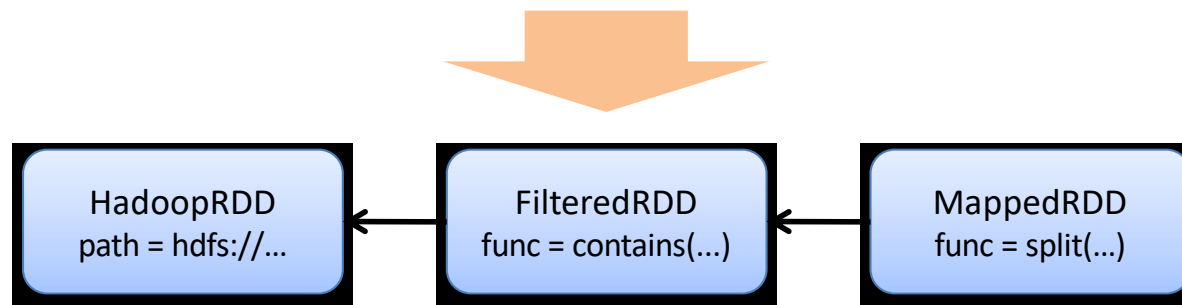 HadoopRDD
path = hdfs://...
FilteredRDD
func = contains(...)
MappedRDD
func = split(...)